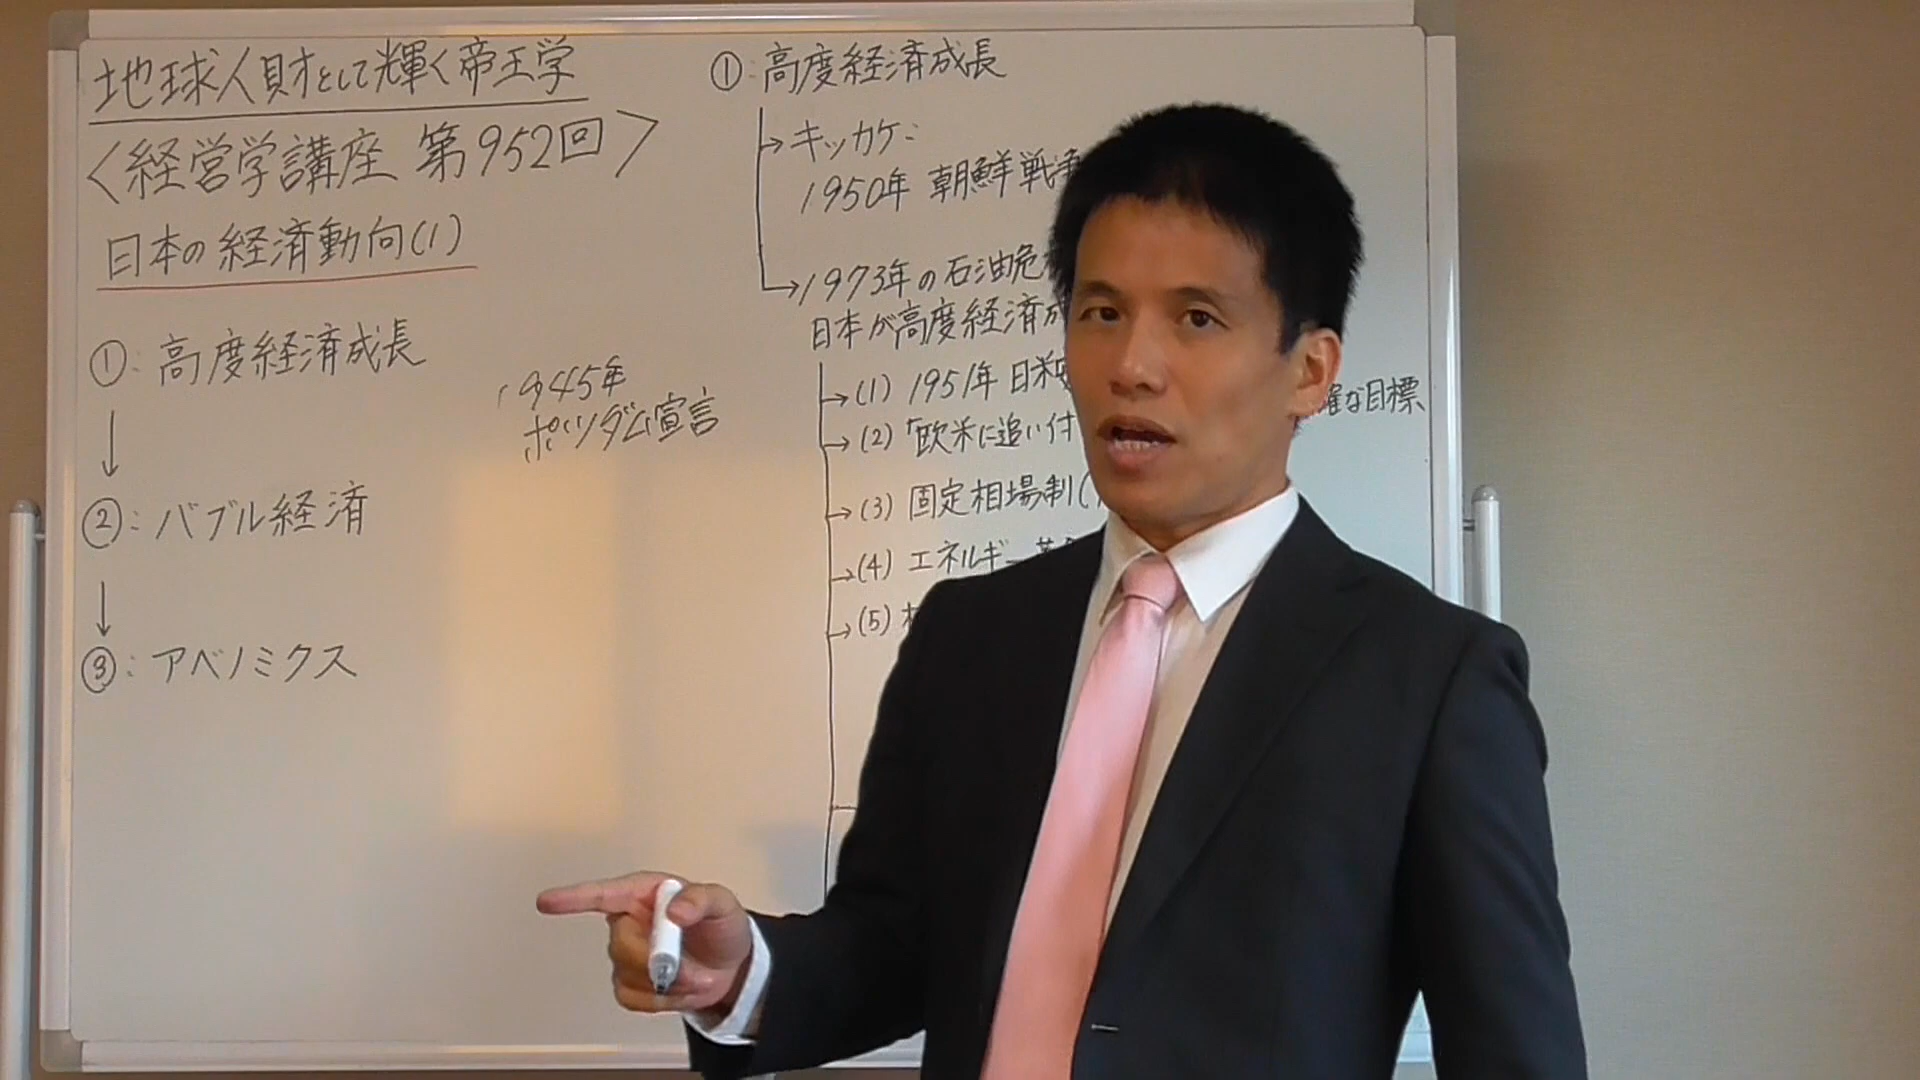 地球人財として輝く帝王学
<経営学講座 第952回>
日本の経済動向(1)
①:高度経済成長
↓
②:バブル経済
↓
③:アベノミクス
1945年
ポツダム宣言
①:高度経済成長
→キッカケ:
1950年 朝鮮戦争
→1973年の石油危
日本が高度経済成
→(1) 1951年 日米安
→(2)「欧米に追い付 確な目標
→(3) 固定相場制(
→(4) エネルギー革
→(5)